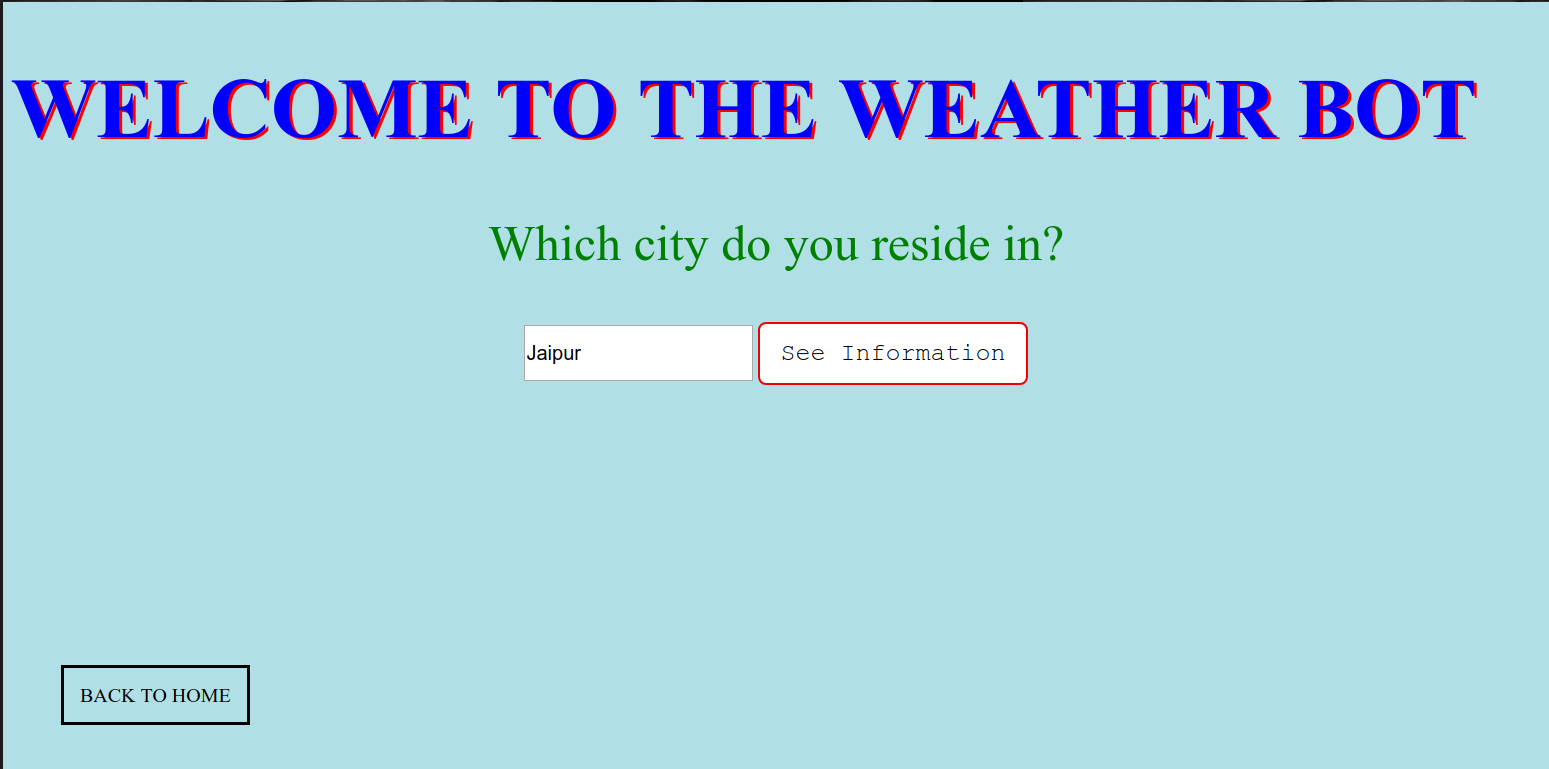 WELCOME TO THE WEATHER BOT
Which city do you reside in?
Jaipur See Information
BACK TO HOME